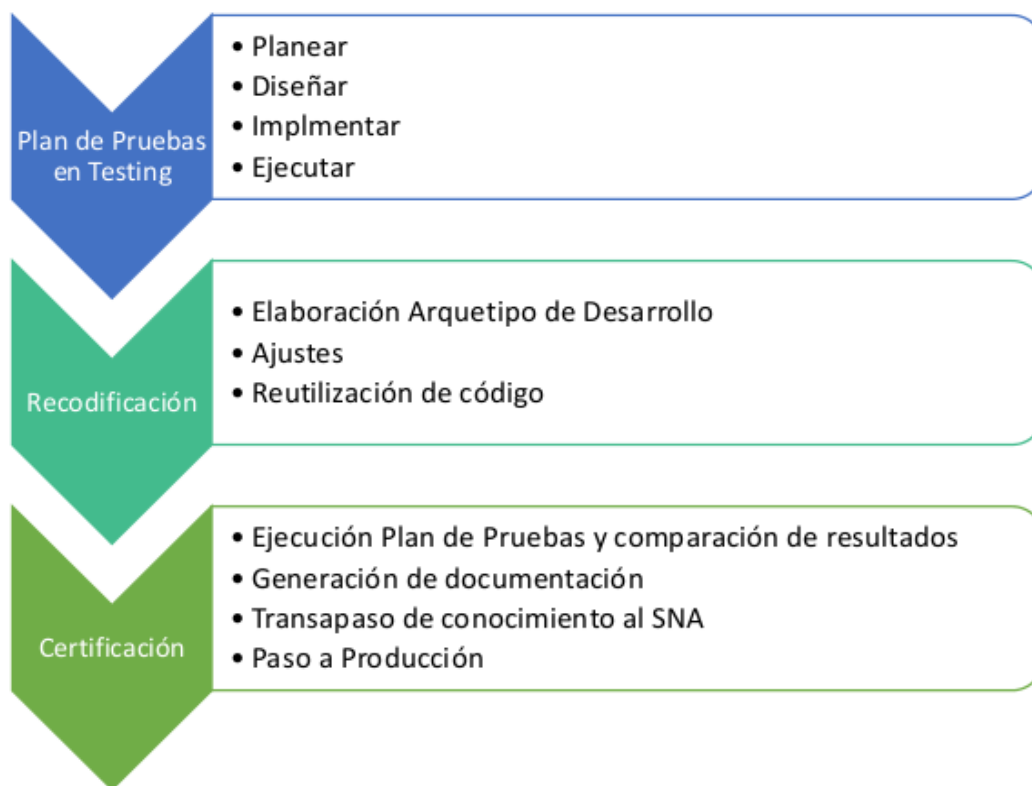 Plan de Pruebas
en Testing
• Planear
• Diseñar
• Implmentar
• Ejecutar
Recodificación
• Elaboración Arquetipo de Desarrollo
• Ajustes
• Reutilización de código
Certificación
• Ejecución Plan de Pruebas y comparación de resultados
• Generación de documentación
• Transapaso de conocimiento al SNA
• Paso a Producción